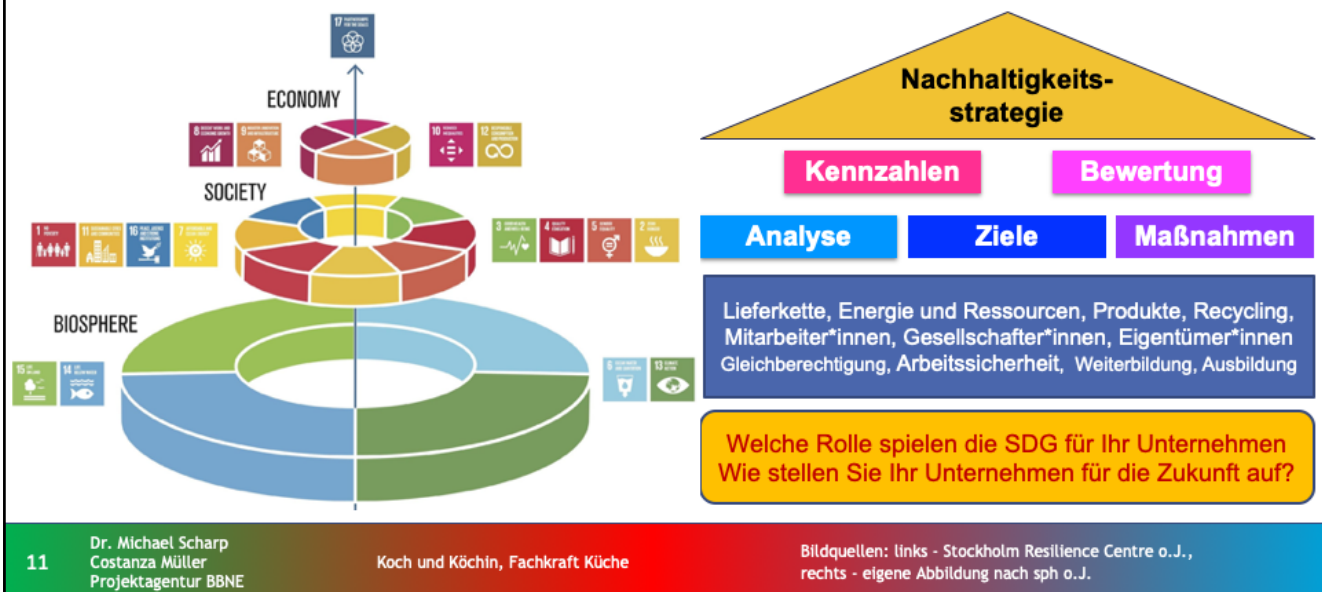 17
ECONOMY
8
9
10
12
SOCIETY
1
11
16
7
3
4
5
2
BIOSPHERE
15
14
6
13
Nachhaltigkeits-
strategie
Kennzahlen
Bewertung
Analyse
Ziele
Maßnahmen
Lieferkette, Energie und Ressourcen, Produkte, Recycling,
Mitarbeiter*innen, Gesellschafter*innen, Eigentümer*innen
Gleichberechtigung, Arbeitssicherheit, Weiterbildung, Ausbildung
Welche Rolle spielen die SDG für Ihr Unternehmen
Wie stellen Sie Ihr Unternehmen für die Zukunft auf?
11
Dr. Michael Scharp
Costanza Müller
Projektagentur BBNE
Koch und Köchin, Fachkraft Küche
Bildquellen: links - Stockholm Resilience Centre o.J.,
rechts - eigene Abbildung nach sph o.J.